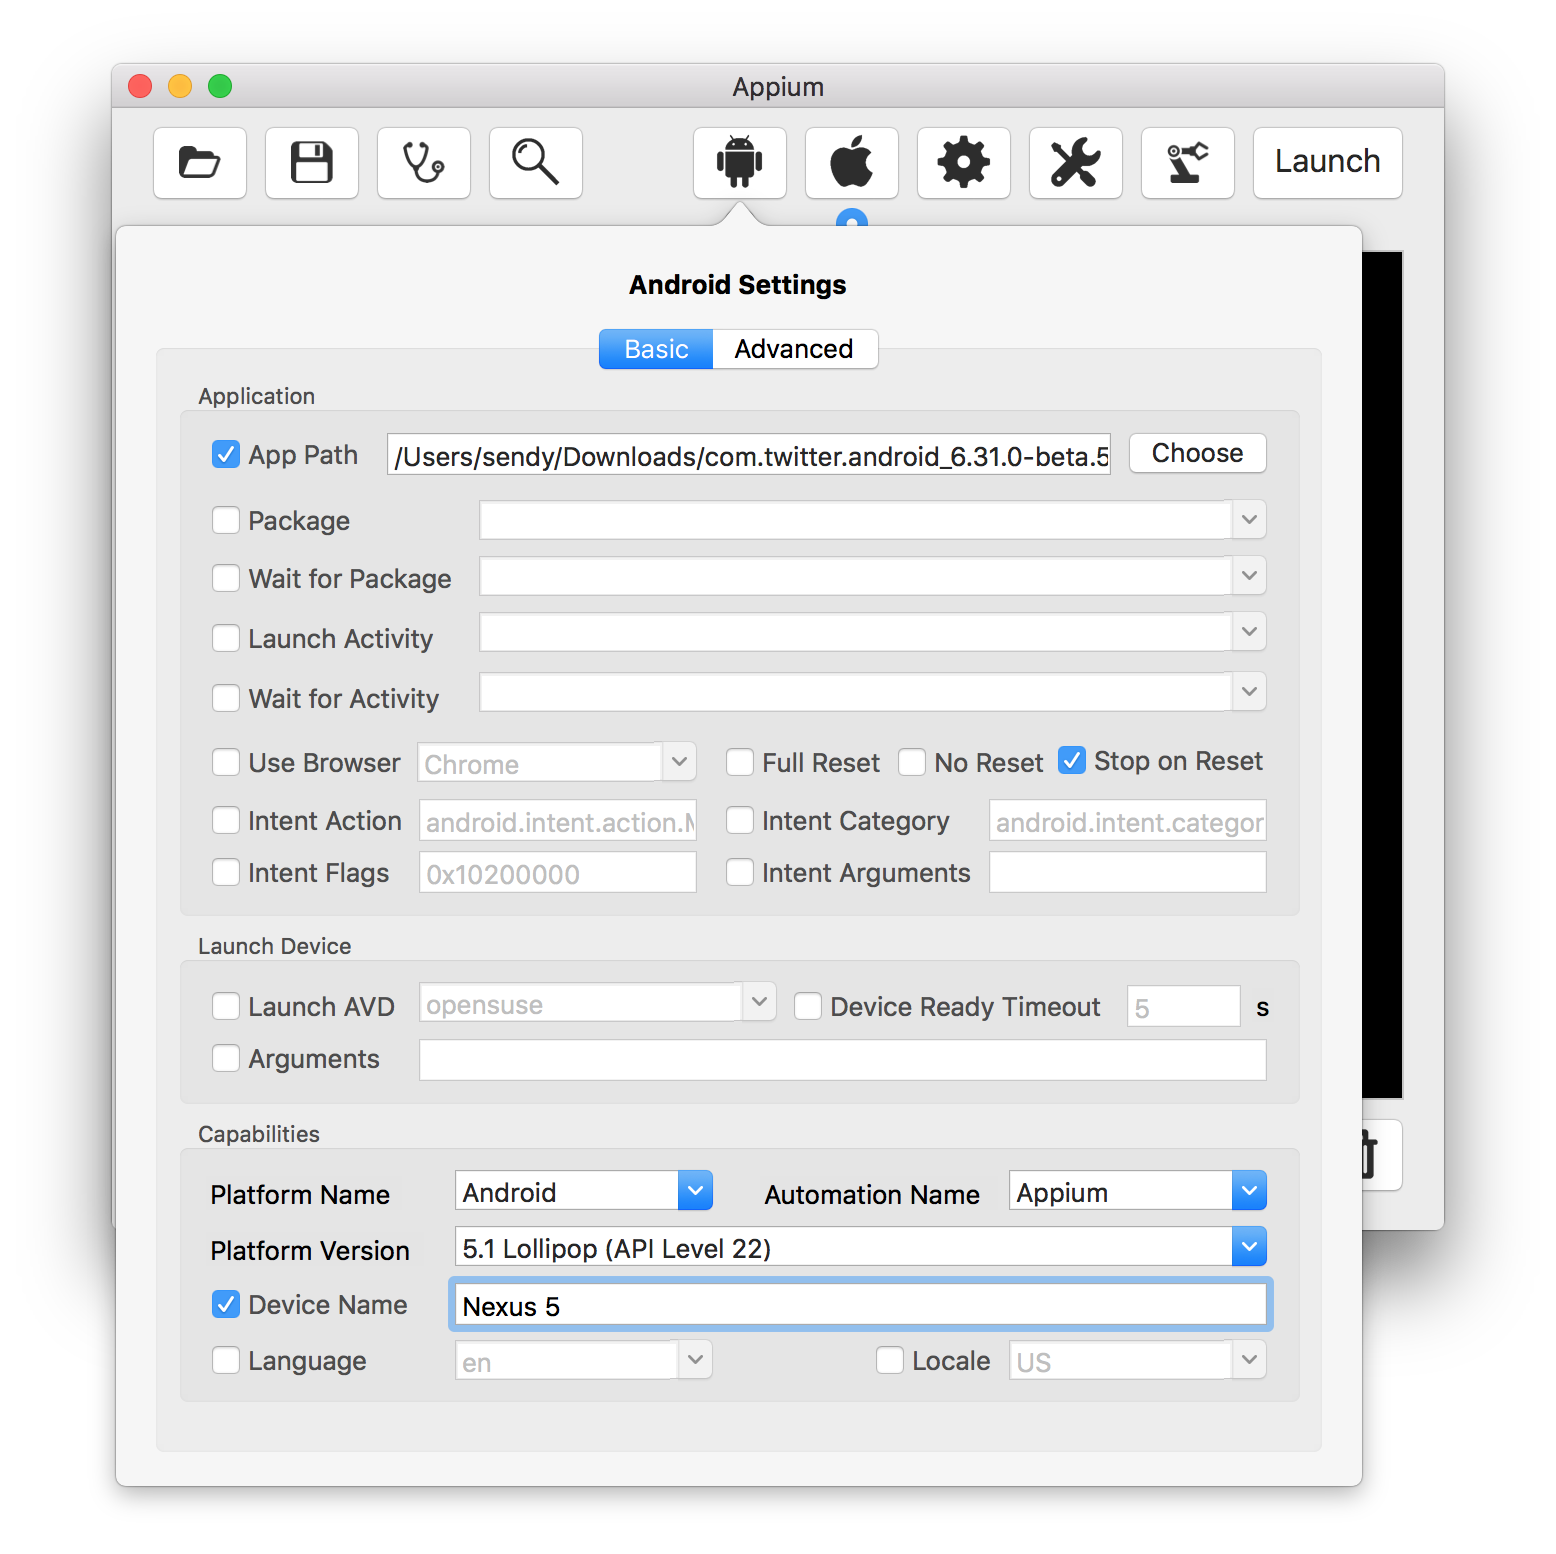 Appium
Launch
Android Settings
Basic Advanced
Application
App Path /Users/sendy/Downloads/com.twitter.android_6.31.0-beta.5 Choose
Package
Wait for Package
Launch Activity
Wait for Activity
Use Browser Chrome Full Reset No Reset Stop on Reset
Intent Action android.intent.action.M Intent Category android.intent.categor
Intent Flags 0x10200000 Intent Arguments
Launch Device
Launch AVD opensuse Device Ready Timeout 5 s
Arguments
Capabilities
Platform Name Android Automation Name Appium
Platform Version 5.1 Lollipop (API Level 22)
Device Name Nexus 5
Language en Locale US